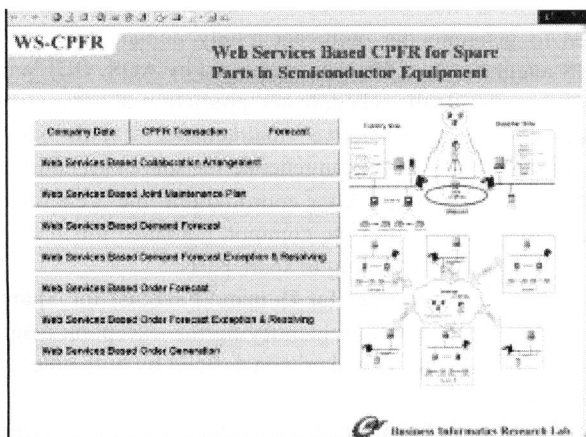 WS-CPFR
Web Services Based CPFR for Spare
Parts in Semiconductor Equipment
Company Data CPFR Transaction Forecast
Web Services Based Collaboration Arrangement
Web Services Based Joint Maintenance Plan
Web Services Based Demand Forecast
Web Services Based Demand Forecast Exception & Resolving
Web Services Based Order Forecast
Web Services Based Order Forecast Exception & Resolving
Web Services Based Order Generation
Business Informatics Research Lab.